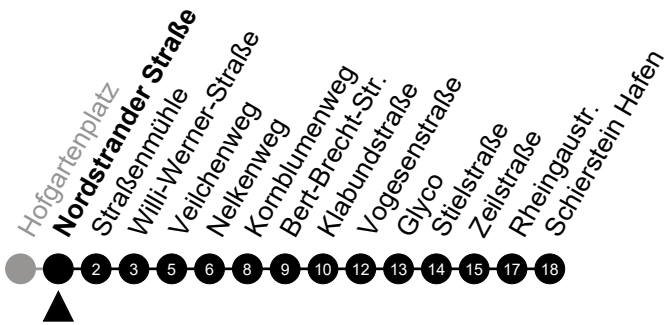 Hofgartenplatz
Nordstrander Straße
Straßenmühle
Willi-Werner-Straße
Veilchenweg
Nelkenweg
Kornblumenweg
Bert-Brecht-Str.
Klabundstraße
Vogesenstraße
Glyco
Stielstraße
Zeilstraße
Rheingaustr.
Schierstein Hafen
2 3 5 6 8 9 10 12 13 14 15 17 18